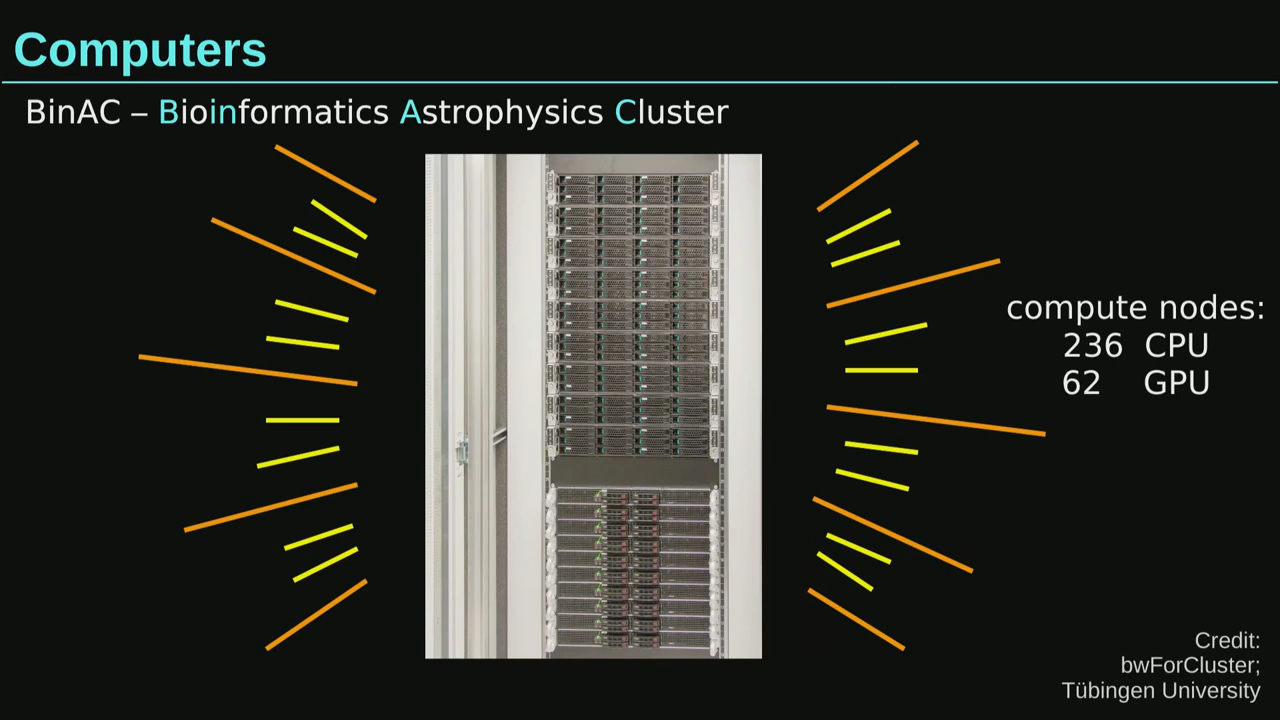 Computers
BinAC – Bioinformatics Astrophysics Cluster
compute nodes:
236 CPU
62 GPU
Credit:
bwForCluster;
Tübingen University